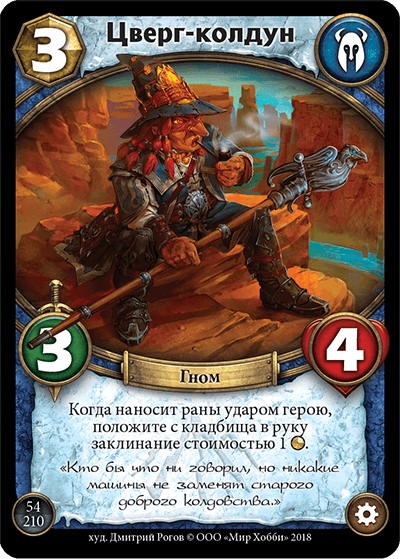 3
Цверг-колдун
3
4
Гном
Когда наносит раны ударом герою,
положите с кладбища в руку
заклинание стоимостью 1 .
«Кто бы что ни говорил, но никакие
машины не заменят старого
доброго колдовства.»
54
210
худ. Дмитрий Рогов © ООО «Мир Хобби» 2018